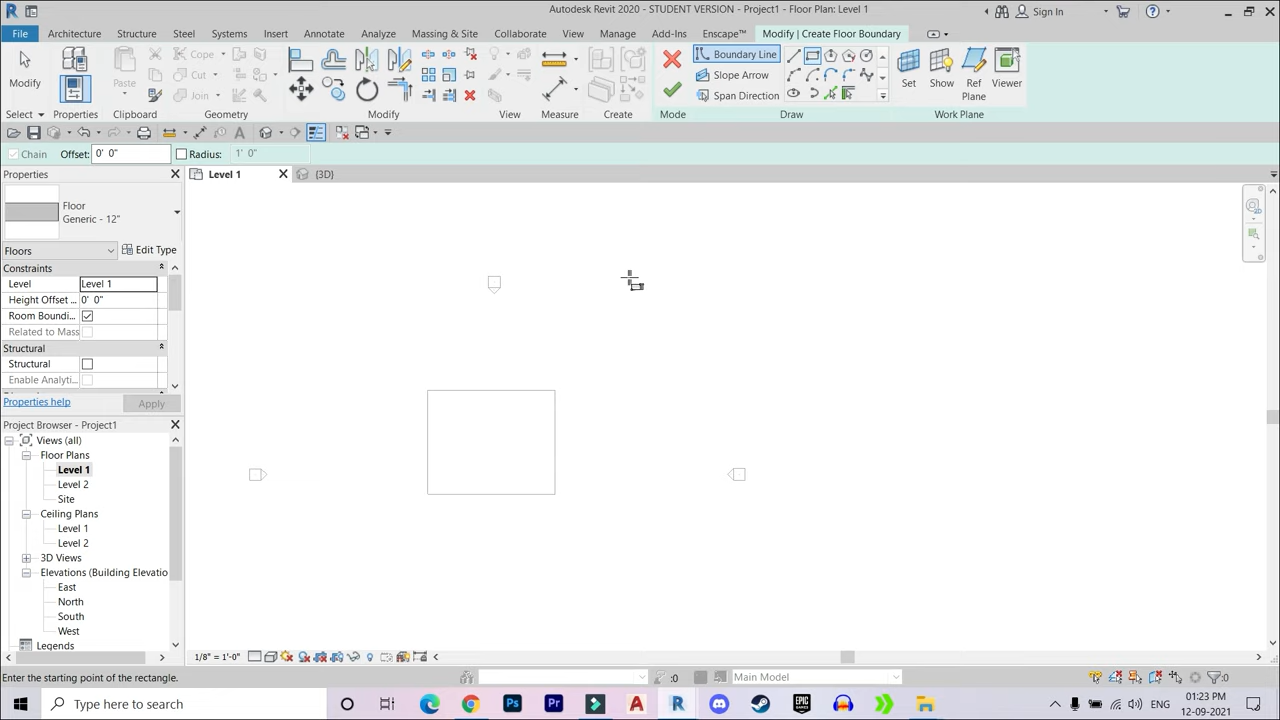 Autodesk Revit 2020 - STUDENT VERSION - Project1 - Floor Plan: Level 1
Sign In
File Architecture Structure Steel Systems Insert Annotate Analyze Massing & Site Collaborate View Manage Add-Ins Enscape™ Modify | Create Floor Boundary
Modify
Paste
Cope
Cut
Join
Boundary Line
Slope Arrow
Span Direction
Set
Show
Ref
Plane
Viewer
Select Properties Clipboard Geometry Modify View Measure Create Mode Draw Work Plane
Chain Offset: 0' 0" Radius: 1' 0"
Properties
Level 1
{3D}
Floor
Generic - 12"
Floors
Edit Type
Constraints
Level Level 1
Height Offset ... 0' 0"
Room Boundi...
Related to Mass
Structural
Structural
Enable Analyti...
Properties help
Apply
Project Browser - Project1
Views (all)
Floor Plans
Level 1
Level 2
Site
Ceiling Plans
Level 1
Level 2
3D Views
Elevations (Building Elevatio
East
North
South
West
Legends
1/8" = 1'-0"
Enter the starting point of the rectangle.
:0
Main Model
:0
Type here to search
ENG
01:23 PM
12-09-2021